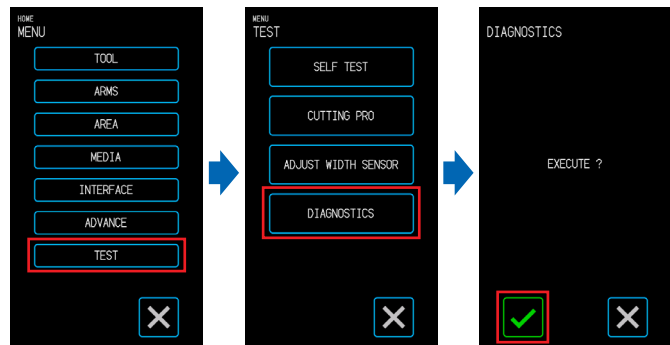 HOME
MENU
TOOL
ARMS
AREA
MEDIA
INTERFACE
ADVANCE
TEST
MENU
TEST
SELF TEST
CUTTING PRO
ADJUST WIDTH SENSOR
DIAGNOSTICS
DIAGNOSTICS
EXECUTE ?